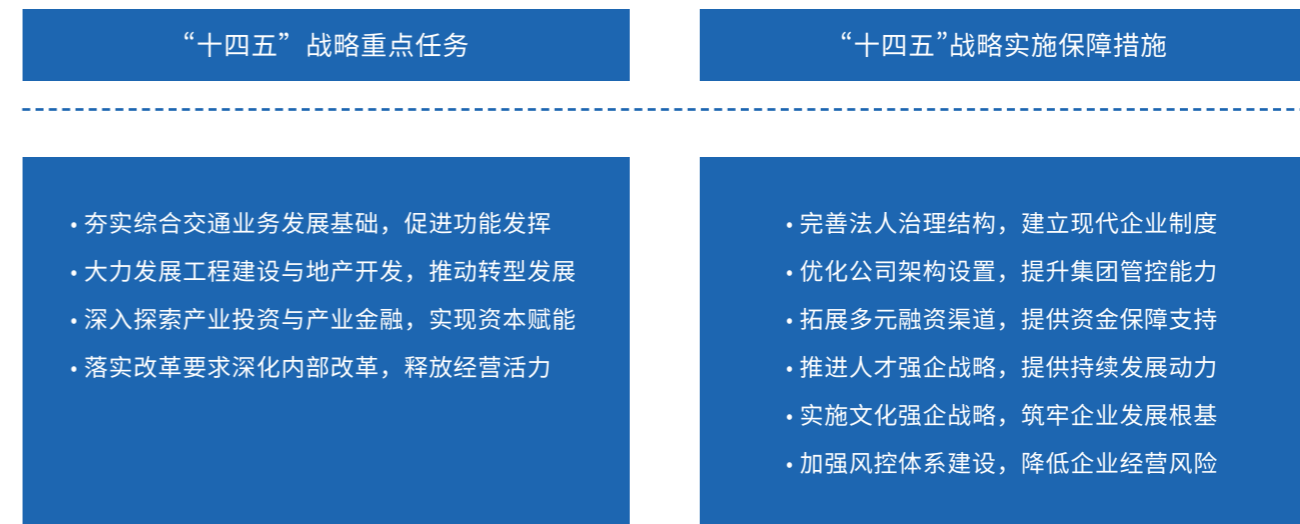 “十四五”战略重点任务
“十四五”战略实施保障措施
• 夯实综合交通业务发展基础，促进功能发挥
• 大力发展工程建设与地产开发，推动转型发展
• 深入探索产业投资与产业金融，实现资本赋能
• 落实改革要求深化内部改革，释放经营活力
• 完善法人治理结构，建立现代企业制度
• 优化公司架构设置，提升集团管控能力
• 拓展多元融资渠道，提供资金保障支持
• 推进人才强企战略，提供持续发展动力
• 实施文化强企战略，筑牢企业发展根基
• 加强风控体系建设，降低企业经营风险